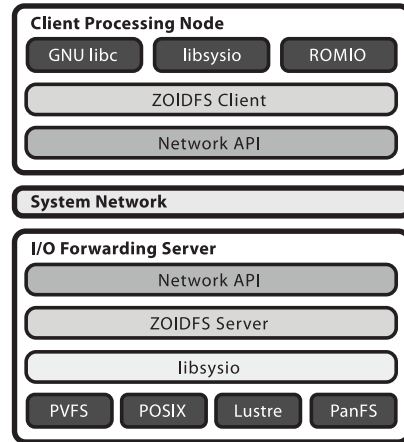 Client Processing Node
GNU libc libsysio ROMIO
ZOIDFS Client
Network API
System Network
I/O Forwarding Server
Network API
ZOIDFS Server
libsysio
PVFS POSIX Lustre PanFS